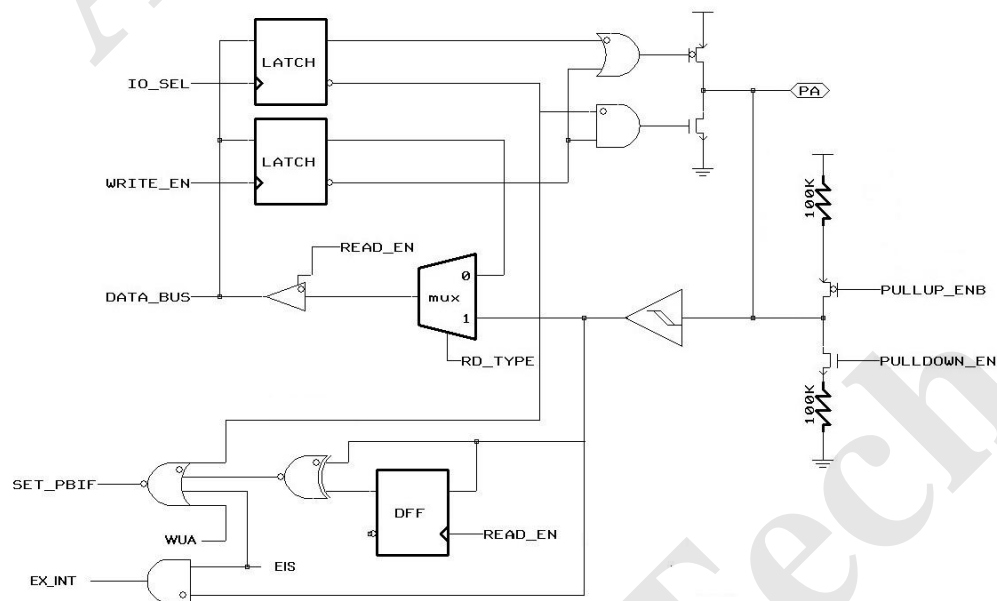 LATCH
IO_SEL
PA
LATCH
WRITE_EN
100K
READ_EN
0
DATA_BUS
mux
PULLUP_ENB
1
RD_TYPE
PULLDOWN_EN
100K
SET_PBIF
DFF
READ_EN
WUA
EIS
EX_INT
Tech